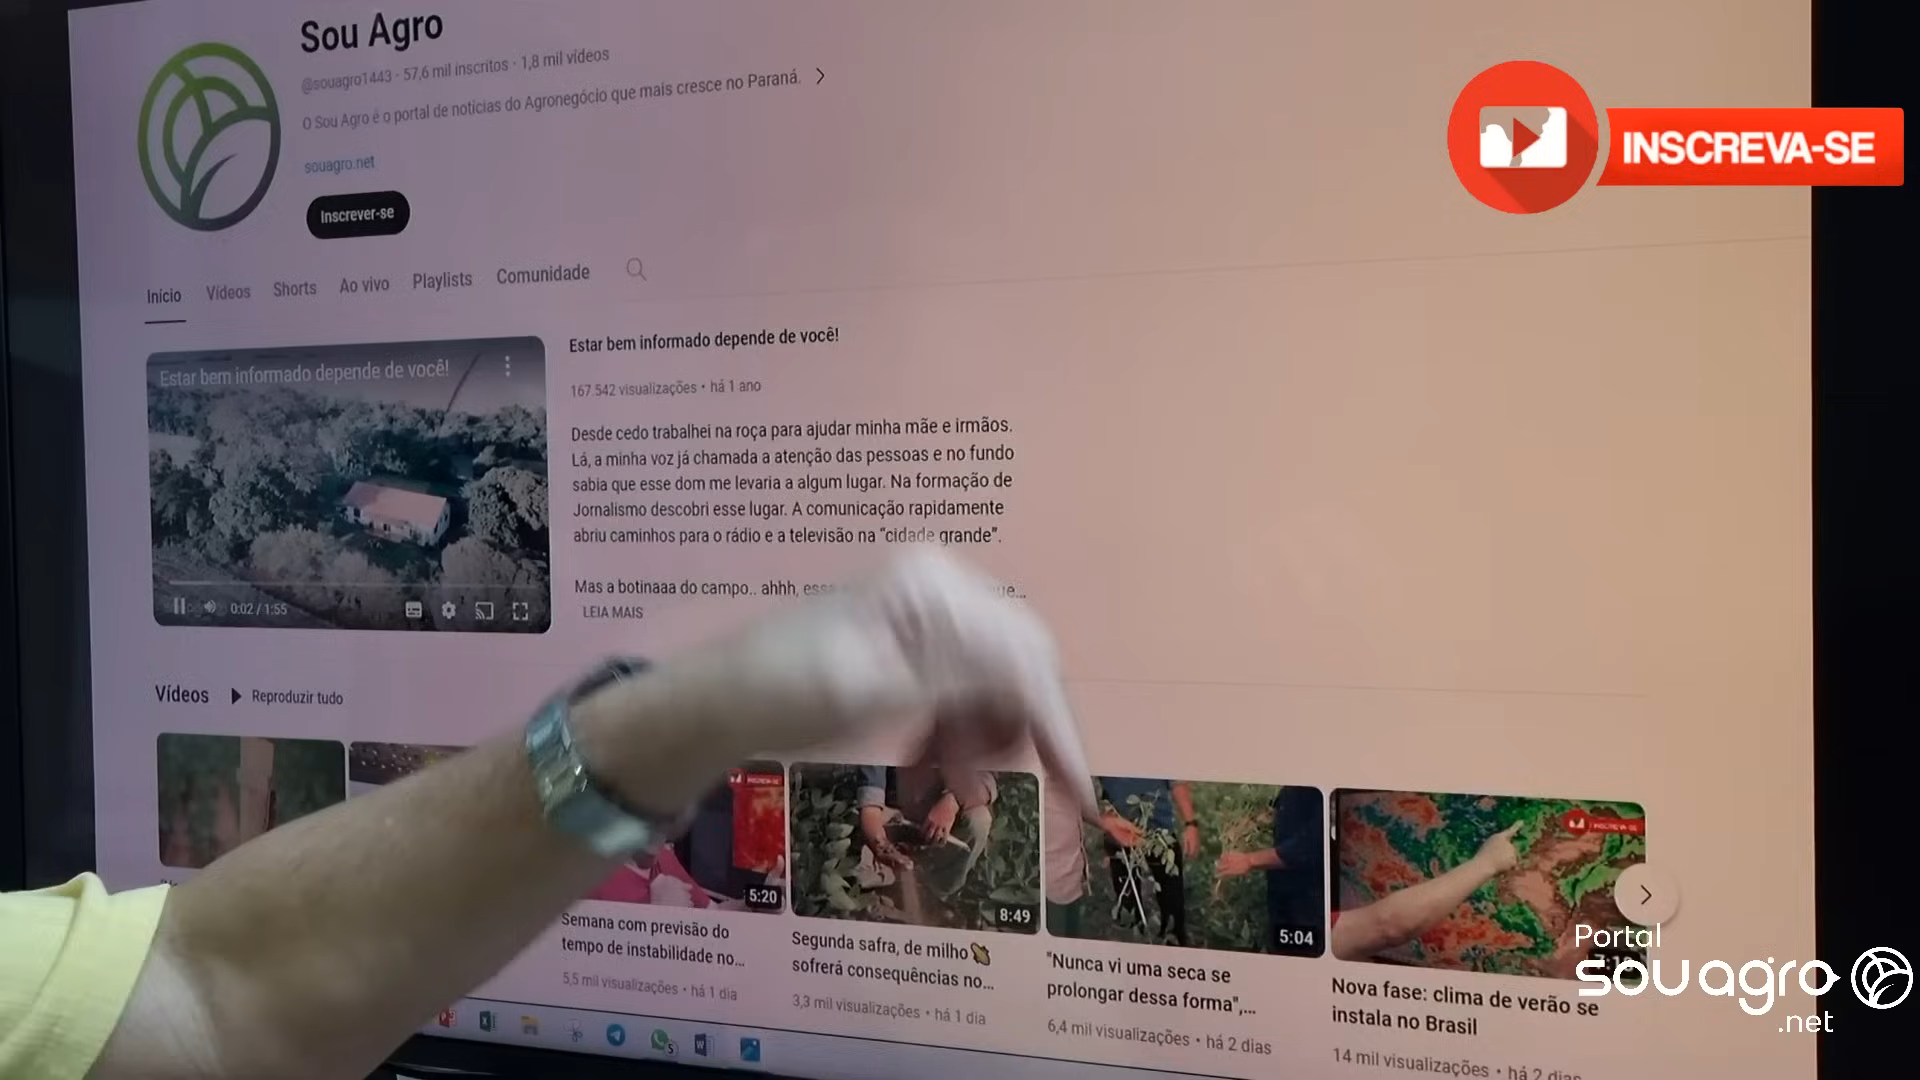 Sou Agro
@souagro1443 · 57,6 mil inscritos · 1,8 mil vídeos
O Sou Agro é o portal de notícias do Agronegócio que mais cresce no Paraná.
souagro.net
Inscrever-se
INSCREVA-SE
Início Vídeos Shorts Ao vivo Playlists Comunidade
Estar bem informado depende de você!
0:02 / 1:55
Estar bem informado depende de você!
167.542 visualizações • há 1 ano
Desde cedo trabalhei na roça para ajudar minha mãe e irmãos.
Lá, a minha voz já chamada a atenção das pessoas e no fundo
sabia que esse dom me levaria a algum lugar. Na formação de
Jornalismo descobri esse lugar. A comunicação rapidamente
abriu caminhos para o rádio e a televisão na "cidade grande".
Mas a botinaaa do campo.. ahhh,
LEIA MAIS
Vídeos Reproduzir tudo
5:20
Semana com previsão do
tempo de instabilidade no...
5,5 mil visualizações • há 1 dia
8:49
Segunda safra, de milho
sofrerá consequências no...
3,3 mil visualizações • há 1 dia
5:04
"Nunca vi uma seca se
prolongar dessa forma",...
6,4 mil visualizações • há 2 dias
INSCREVA-SE
Nova fase: clima de verão se
instala no Brasil
14 mil visualizações • há 2 dias
Portal
souagro
.net